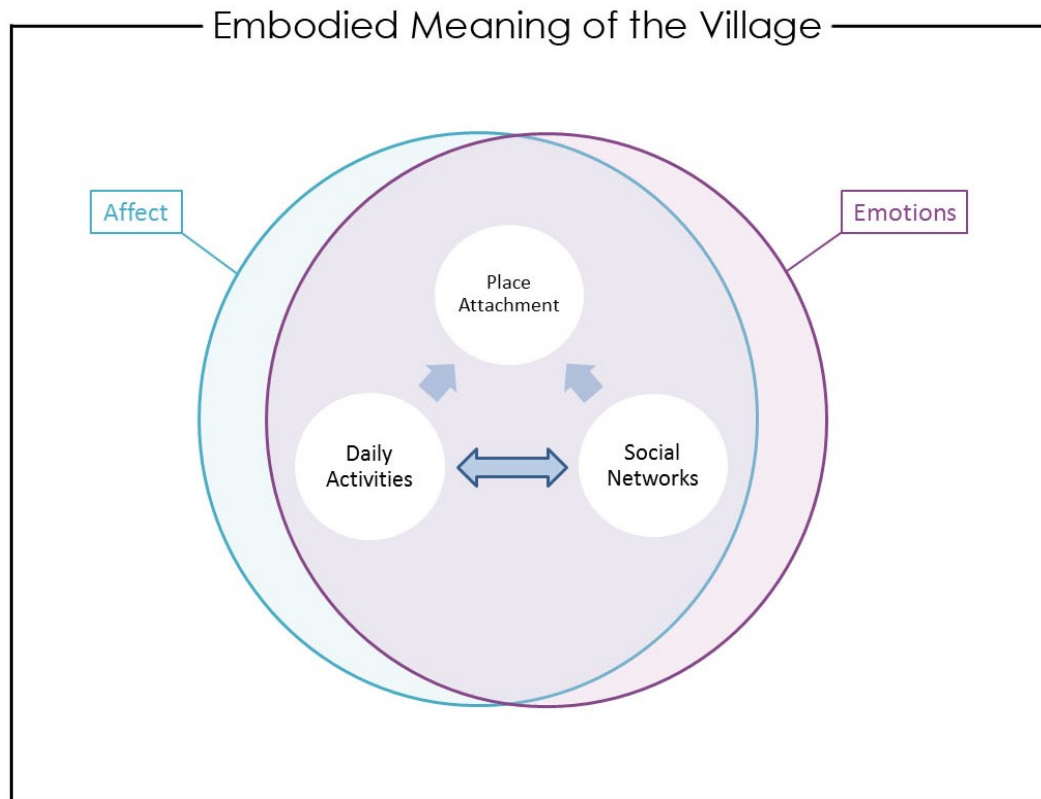 Embodied Meaning of the Village
Affect
Emotions
Place
Attachment
Daily
Activities
Social
Networks